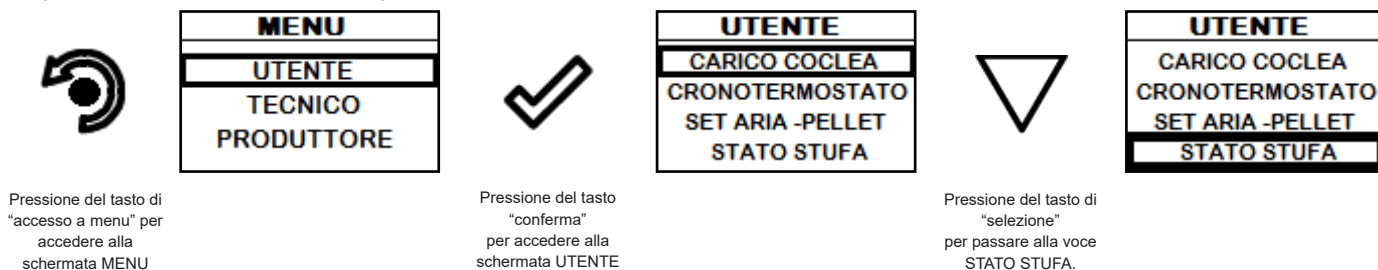 MENU
UTENTE
TECNICO
PRODUTTORE
UTENTE
CARICO COCLEA
CRONOTERMOSTATO
SET ARIA -PELLET
STATO STUFA
UTENTE
CARICO COCLEA
CRONOTERMOSTATO
SET ARIA -PELLET
STATO STUFA
Pressione del tasto di
“accesso a menu” per
accedere alla
schermata MENU
Pressione del tasto
“conferma”
per accedere alla
schermata UTENTE
Pressione del tasto di
“selezione”
per passare alla voce
STATO STUFA.